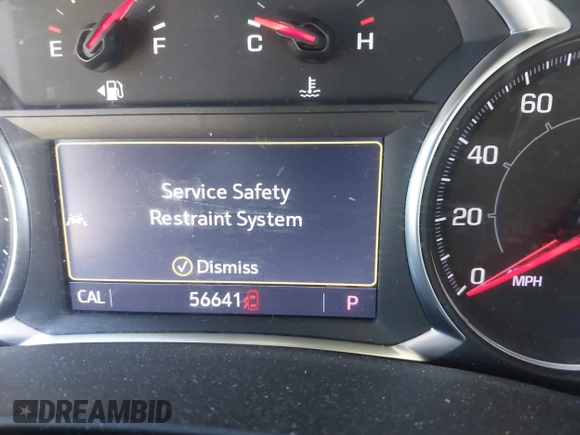 E F C H
60
40
20
0
MPH
Service Safety
Restraint System
Dismiss
CAL 56641 P
DREAMBID